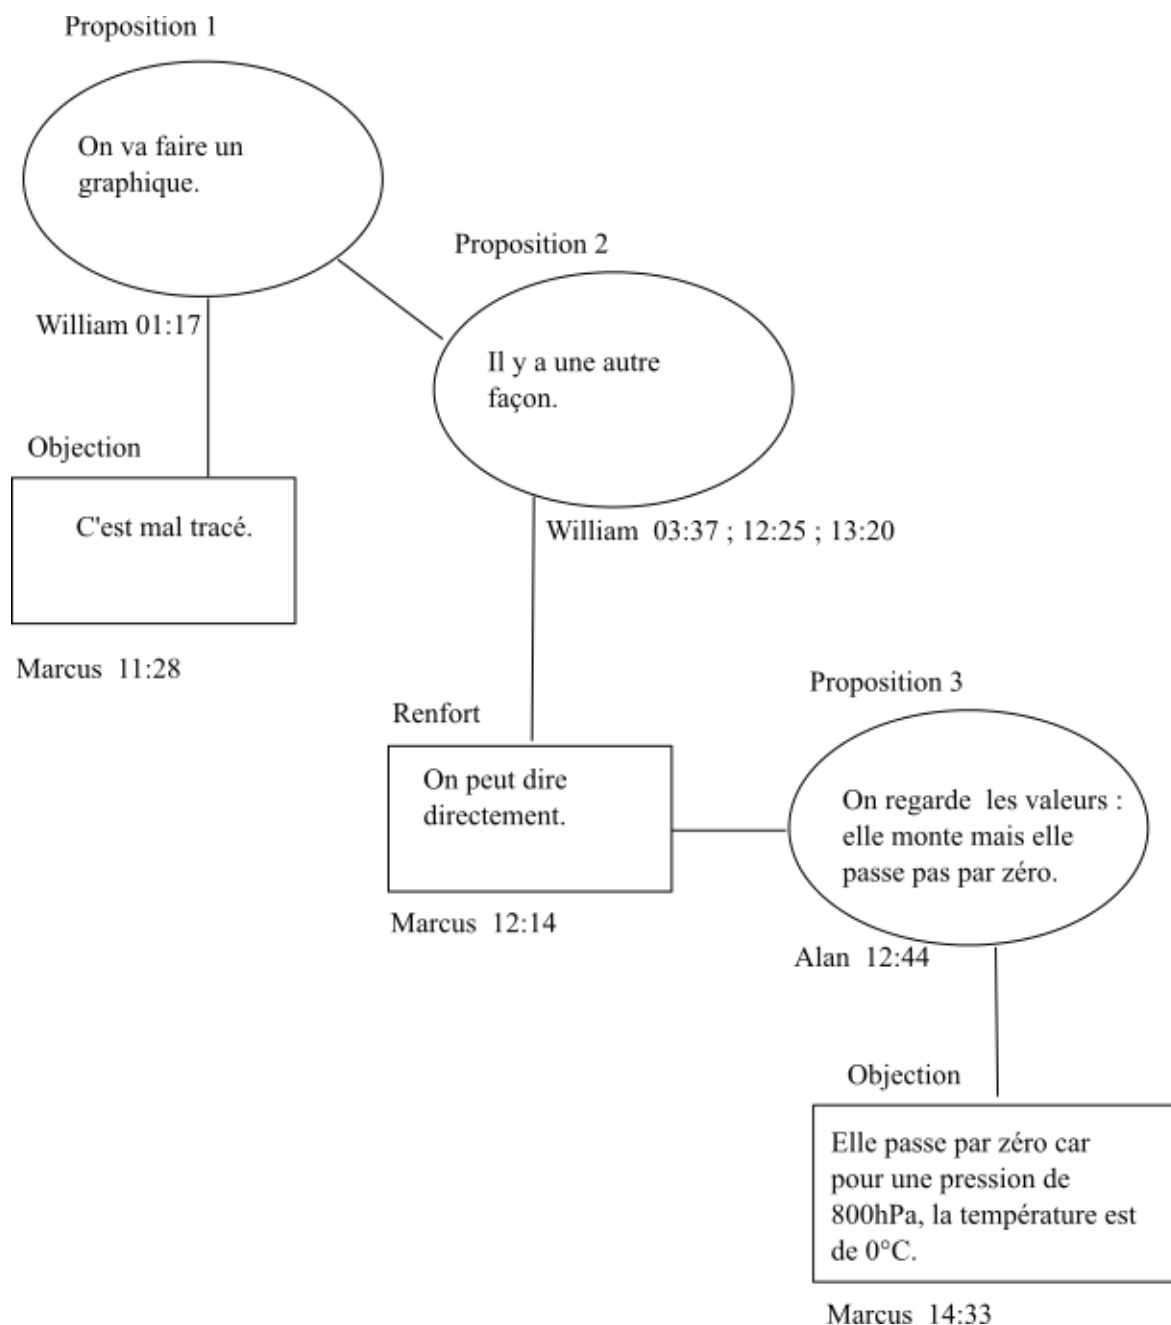 Proposition 1
On va faire un
graphique.
William 01:17
Proposition 2
Il y a une autre
façon.
William 03:37 ; 12:25 ; 13:20
Objection
C'est mal tracé.
Marcus 11:28
Renfort
On peut dire
directement.
Marcus 12:14
Proposition 3
On regarde les valeurs :
elle monte mais elle
passe pas par zéro.
Alan 12:44
Objection
Elle passe par zéro car
pour une pression de
800hPa, la température est
de 0°C.
Marcus 14:33